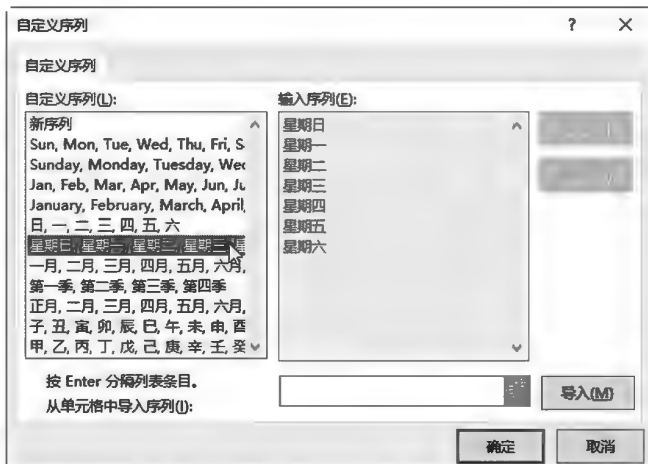 自定义序列 ? ×
自定义序列
自定义序列(L):
新序列
Sun, Mon, Tue, Wed, Thu, Fri, S
Sunday, Monday, Tuesday, Wed
Jan, Feb, Mar, Apr, May, Jun, Ju
January, February, March, April,
日, 一, 二, 三, 四, 五, 六
星期日, 星期一, 星期二, 星期三, 星
一月, 二月, 三月, 四月, 五月, 六月,
第一季, 第二季, 第三季, 第四季
正月, 二月, 三月, 四月, 五月, 六月,
子, 丑, 寅, 卯, 辰, 巳, 午, 未, 申, 酉
甲, 乙, 丙, 丁, 戊, 己, 庚, 辛, 壬, 癸
输入序列(E):
星期日
星期一
星期二
星期三
星期四
星期五
星期六
按 Enter 分隔列表条目。
从单元格中导入序列(I):
导入(M)
确定
取消